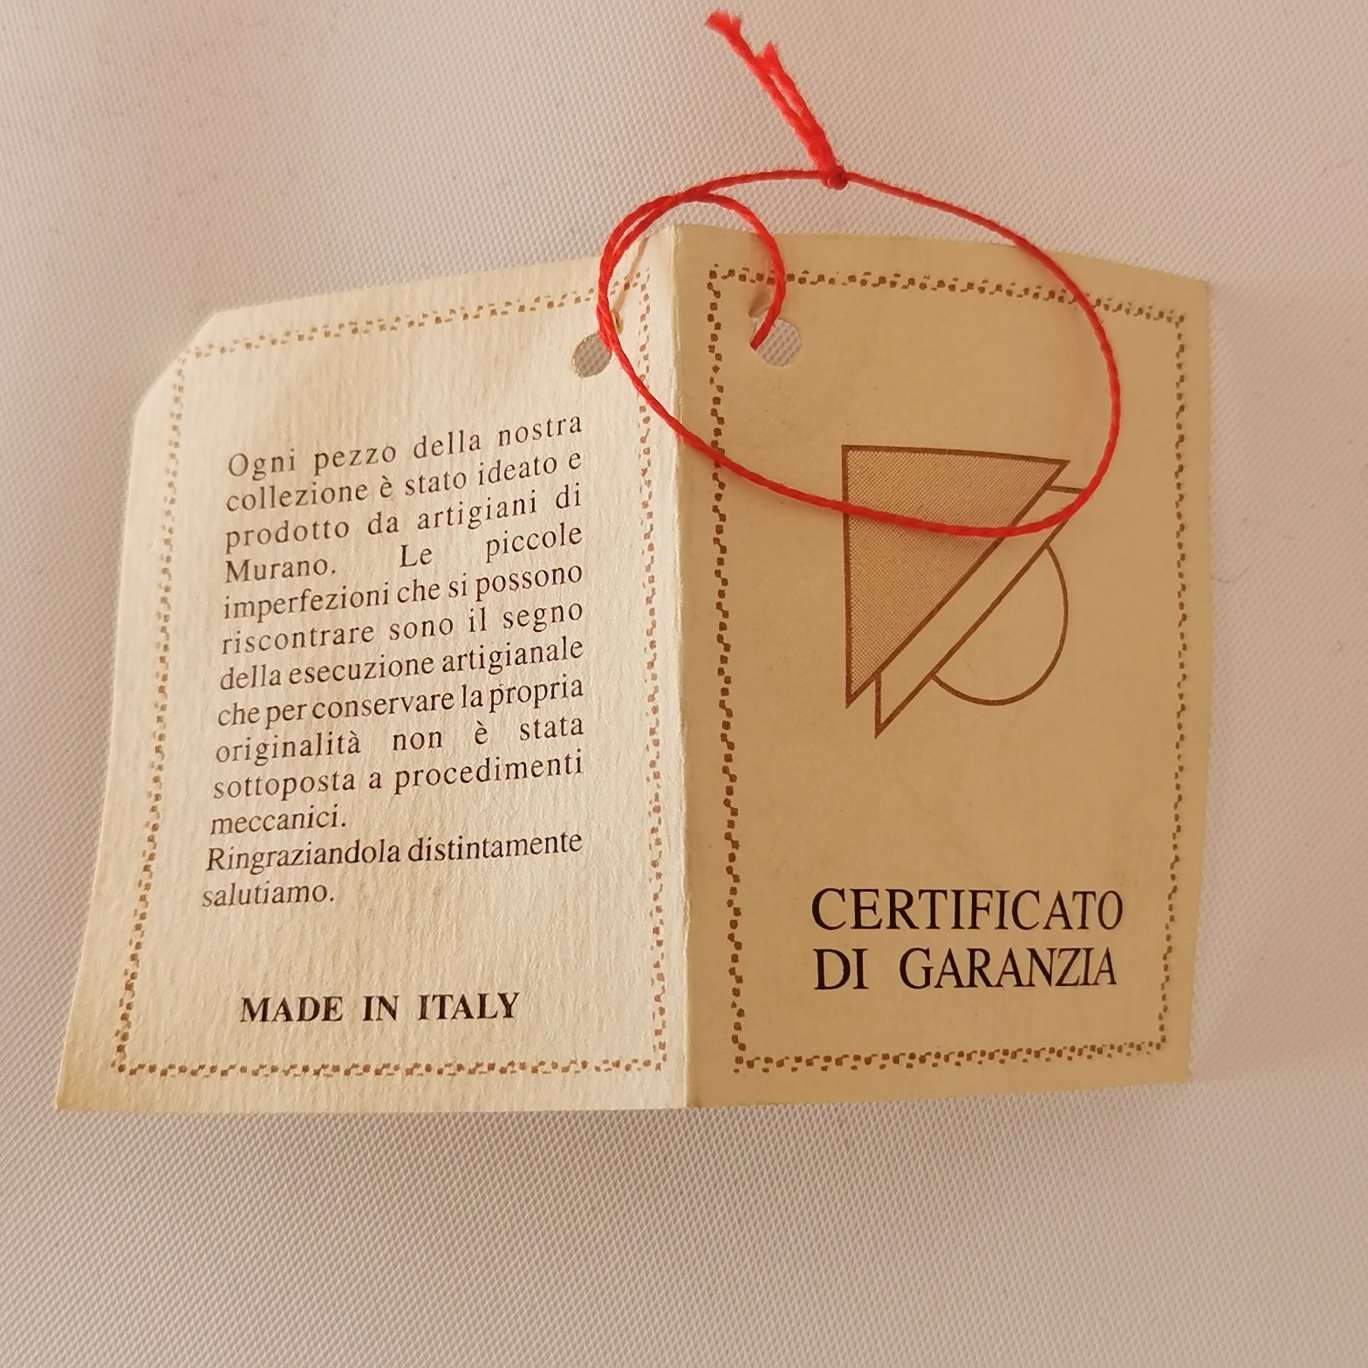 Ogni pezzo della nostra
collezione è stato ideato e
prodotto da artigiani di
Murano. Le piccole
imperfezioni che si possono
riscontrare sono il segno
della esecuzione artigianale
che per conservare la propria
originalità non è stata
sottoposta a procedimenti
meccanici.
Ringraziandola distintamente
salutiamo.
MADE IN ITALY
CERTIFICATO
DI GARANZIA